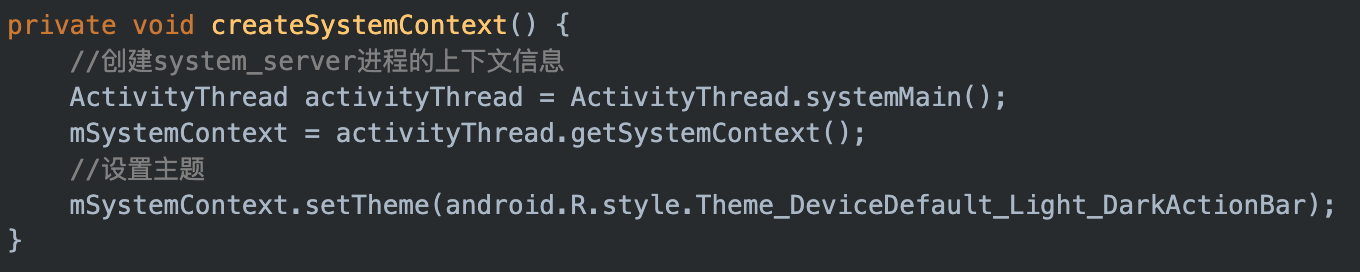 private void createSystemContext() {
    //创建system_server进程的上下文信息
    ActivityThread activityThread = ActivityThread.systemMain();
    mSystemContext = activityThread.getSystemContext();
    //设置主题
    mSystemContext.setTheme(android.R.style.Theme_DeviceDefault_Light_DarkActionBar);
}